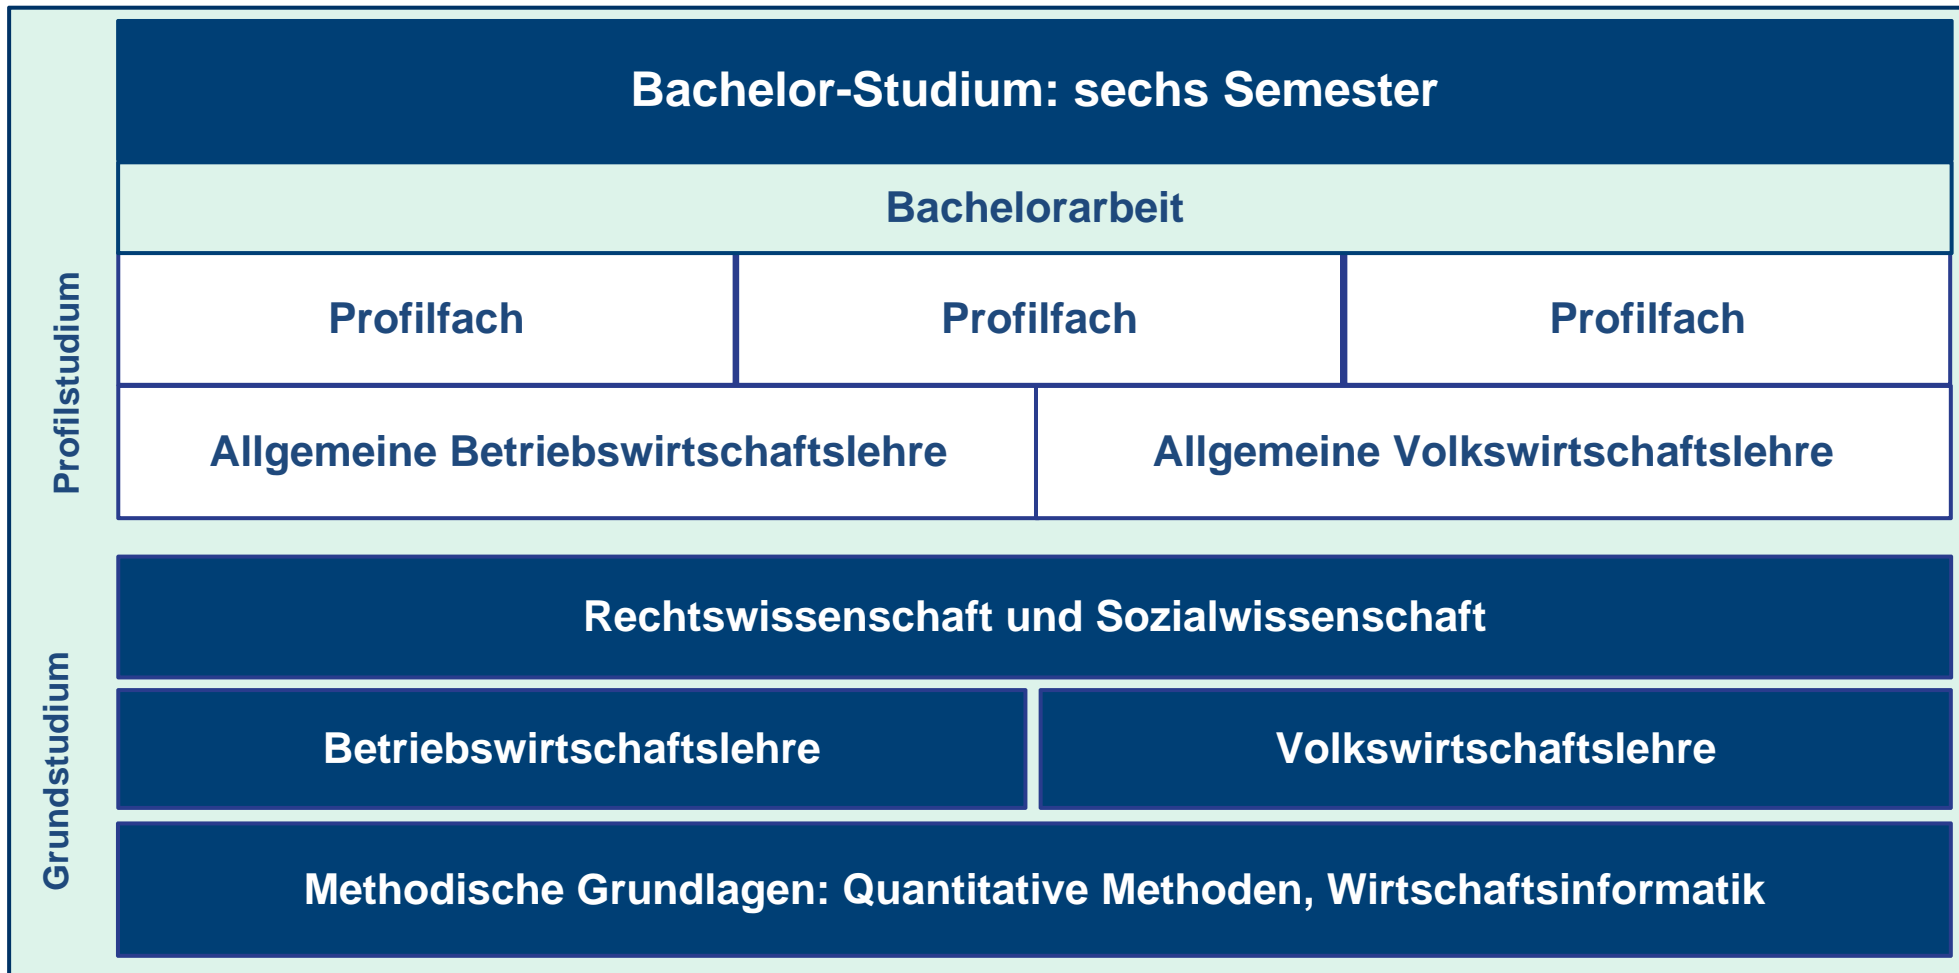 Bachelor-Studium: sechs Semester
Bachelorarbeit
Profilstudium
Profilfach
Profilfach
Profilfach
Allgemeine Betriebswirtschaftslehre
Allgemeine Volkswirtschaftslehre
Grundstudium
Rechtswissenschaft und Sozialwissenschaft
Betriebswirtschaftslehre
Volkswirtschaftslehre
Methodische Grundlagen: Quantitative Methoden, Wirtschaftsinformatik